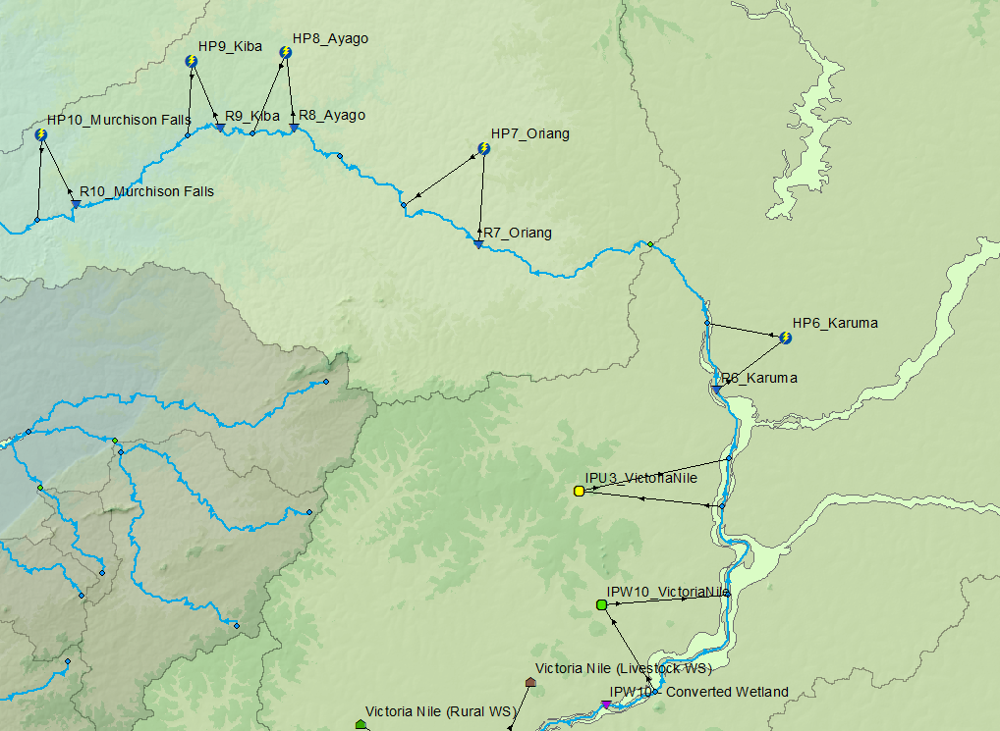 HP8_Ayago
HP9_Kiba
R9_Kiba
R8_Ayago
HP10_Murchison Falls
HP7_Oriang
R10_Murchison Falls
R7_Oriang
HP6_Karuma
R6_Karuma
IPU3_VictoriaNile
IPW10_VictoriaNile
Victoria Nile (Livestock WS)
IPW10 - Converted Wetland
Victoria Nile (Rural WS)